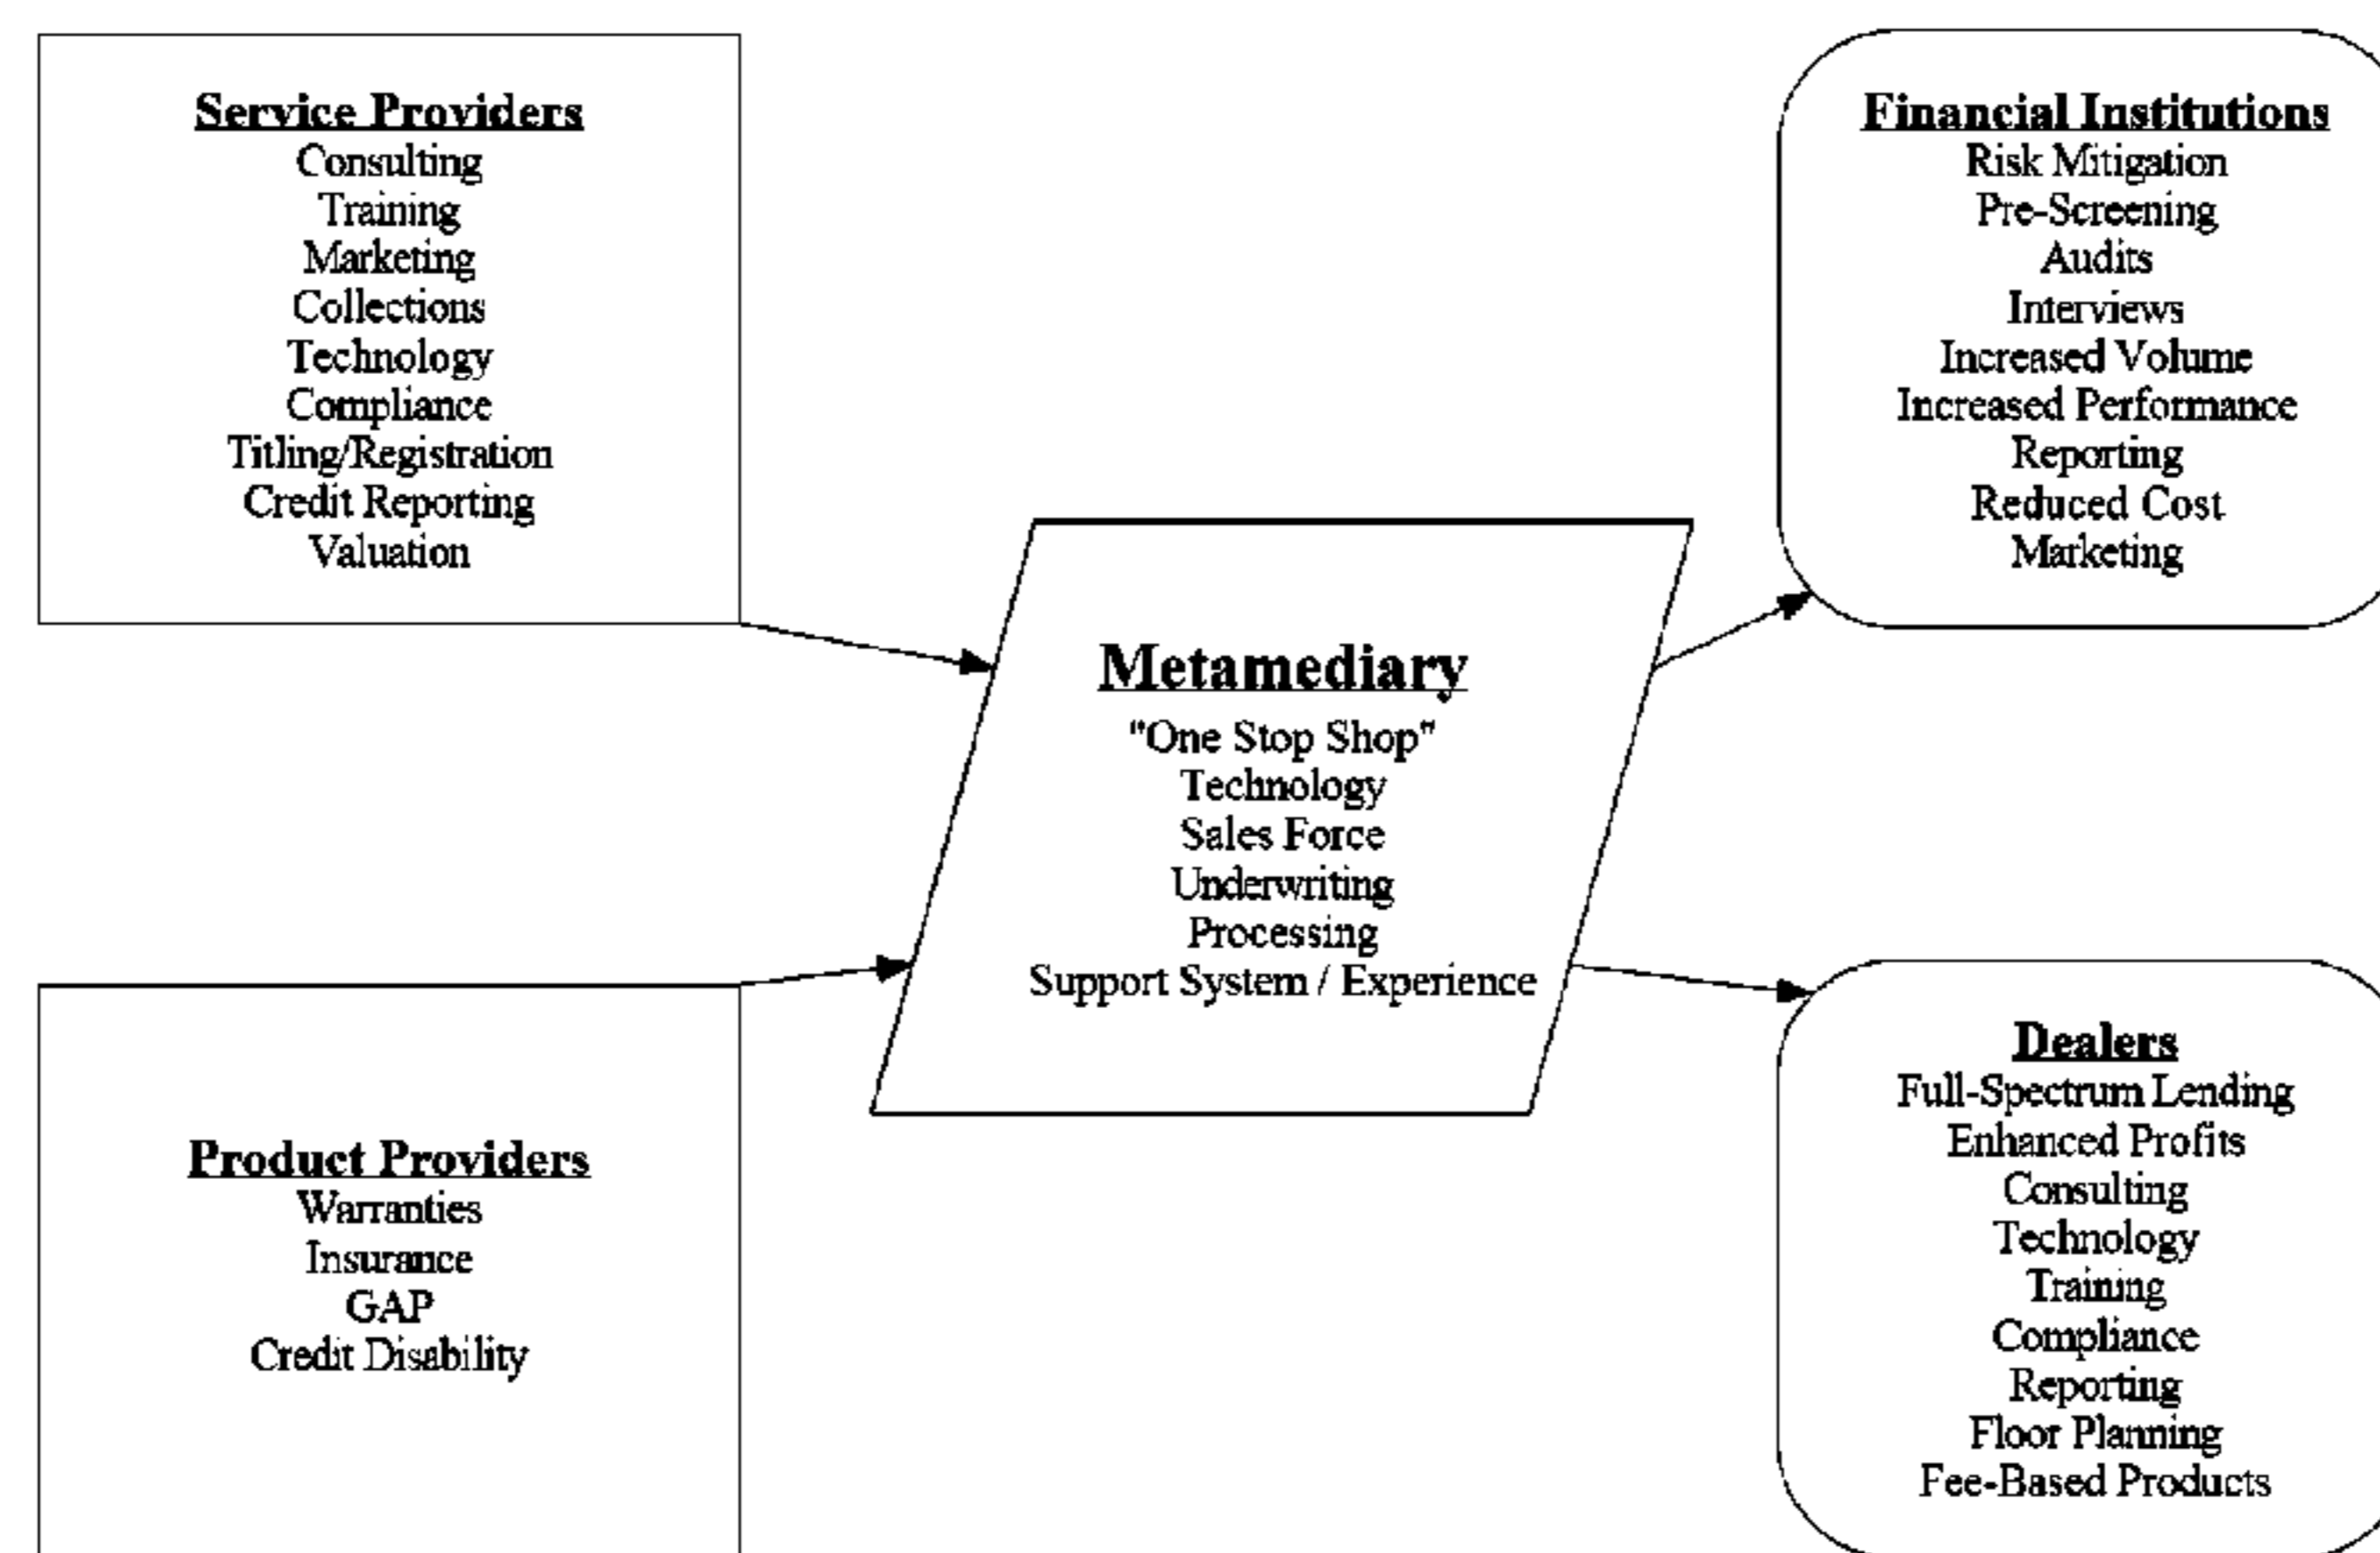 Service Providers
Consulting
Training
Marketing
Collections
Technology
Compliance
Titling/Registration
Credit Reporting
Valuation
Product Providers
Warranties
Insurance
GAP
Credit Disability
Metamediary
"One Stop Shop"
Technology
Sales Force
Underwriting
Processing
Support System / Experience
Financial Institutions
Risk Mitigation
Pre-Screening
Audits
Interviews
Increased Volume
Increased Performance
Reporting
Reduced Cost
Marketing
Dealers
Full-Spectrum Lending
Enhanced Profits
Consulting
Technology
Training
Compliance
Reporting
Floor Planning
Fee-Based Products